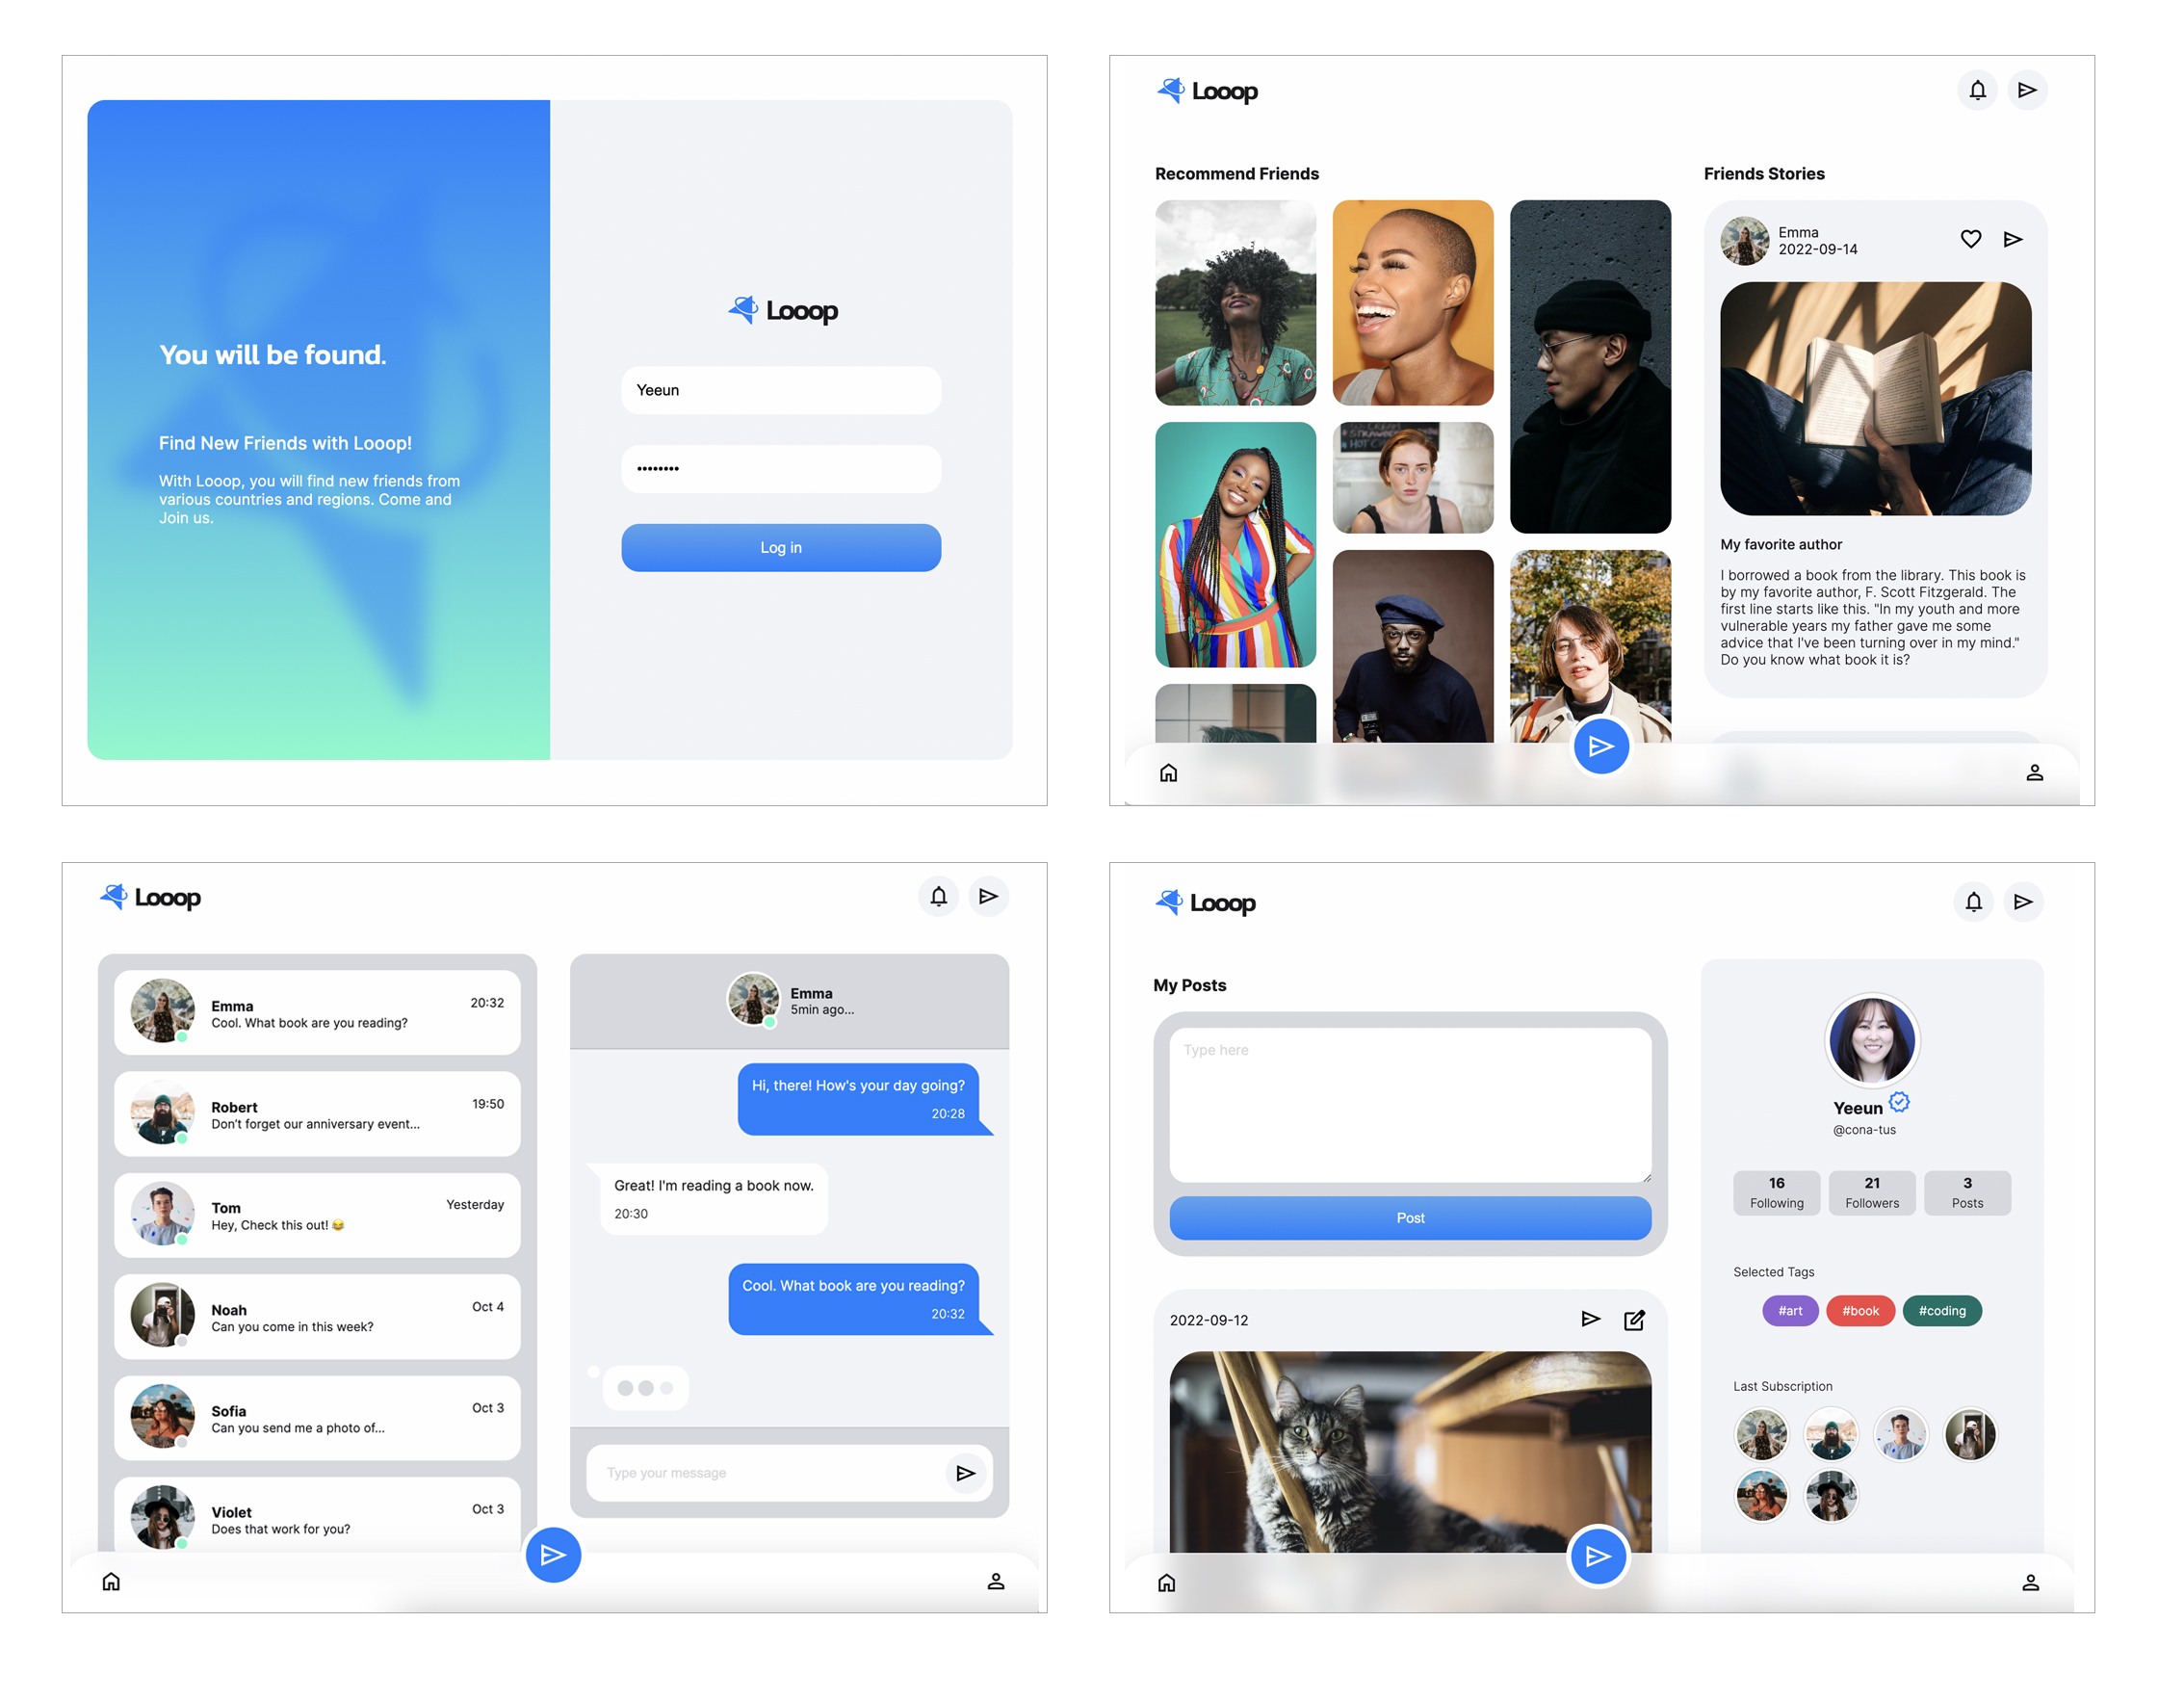 You will be found.
Find New Friends with Looop!
With Looop, you will find new friends from
various countries and regions. Come and
Join us.
Looop
Yeeun
••••••••
Log in
Looop
Recommend Friends
Friends Stories
Emma
2022-09-14
My favorite author
I borrowed a book from the library. This book is
by my favorite author, F. Scott Fitzgerald. The
first line starts like this. "In my youth and more
vulnerable years my father gave me some
advice that I've been turning over in my mind."
Do you know what book it is?
Looop
Emma
20:32
Cool. What book are you reading?
Robert
19:50
Don't forget our anniversary event...
Tom
Yesterday
Hey, Check this out! 😂
Noah
Oct 4
Can you come in this week?
Sofia
Oct 3
Can you send me a photo of...
Violet
Oct 3
Does that work for you?
Emma
5min ago...
Hi, there! How's your day going?
20:28
Great! I'm reading a book now.
20:30
Cool. What book are you reading?
20:32
Type your message
Looop
My Posts
Type here
Post
2022-09-12
Yeeun
@cona-tus
16
Following
21
Followers
3
Posts
Selected Tags
#art
#book
#coding
Last Subscription